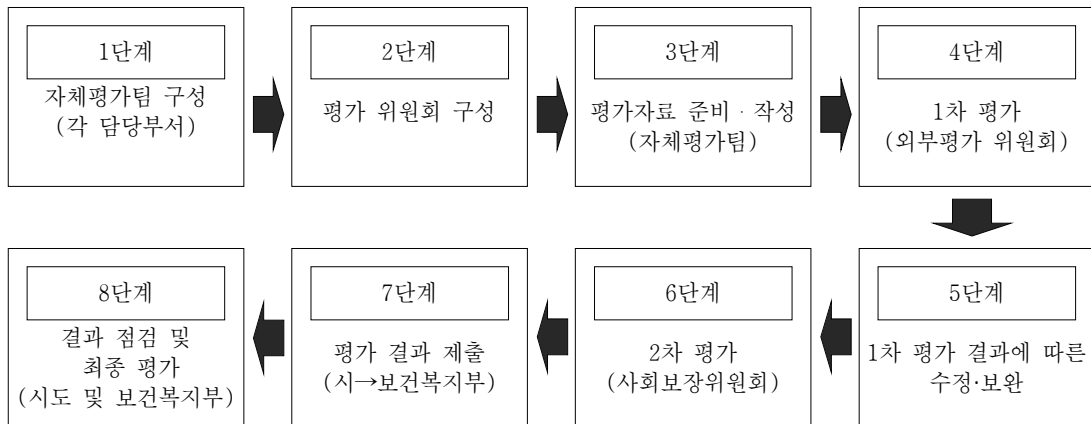 1단계
자체평가팀 구성
(각 담당부서)
2단계
평가 위원회 구성
3단계
평가자료 준비 · 작성
(자체평가팀)
4단계
1차 평가
(외부평가 위원회)
8단계
결과 점검 및
최종 평가
(시도 및 보건복지부)
7단계
평가 결과 제출
(시→보건복지부)
6단계
2차 평가
(사회보장위원회)
5단계
1차 평가 결과에 따른
수정·보완